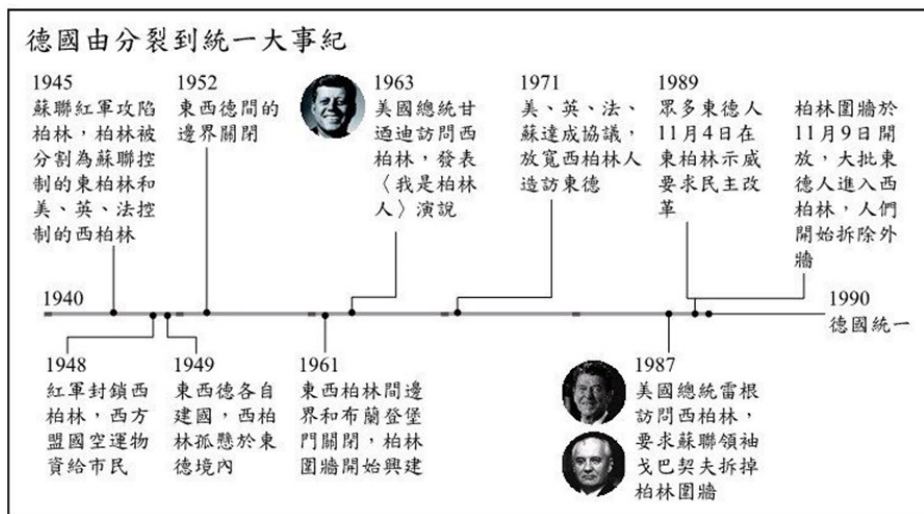 德國由分裂到統一大事紀
1945
蘇聯紅軍攻陷
柏林，柏林被
分割為蘇聯控
制的東柏林和
美、英、法控
制的西柏林
1952
東西德間的
邊界關閉
1963
美國總統甘
迺迪訪問西
柏林，發表
〈我是柏林
人〉演說
1971
美、英、法、
蘇達成協議，
放寬西柏林人
造訪東德
1989
眾多東德人
11月4日在
東柏林示威
要求民主改
革
柏林圍牆於
11月9日開
放，大批東
德人進入西
柏林，人們
開始拆除外
牆
1940
1990
德國統一
1948
紅軍封鎖西
柏林，西方
盟國空運物
資給市民
1949
東西德各自
建國，西柏
林孤懸於東
德境內
1961
東西柏林間邊
界和布蘭登堡
門關閉，柏林
圍牆開始興建
1987
美國總統雷根
訪問西柏林，
要求蘇聯領袖
戈巴契夫拆掉
柏林圍牆